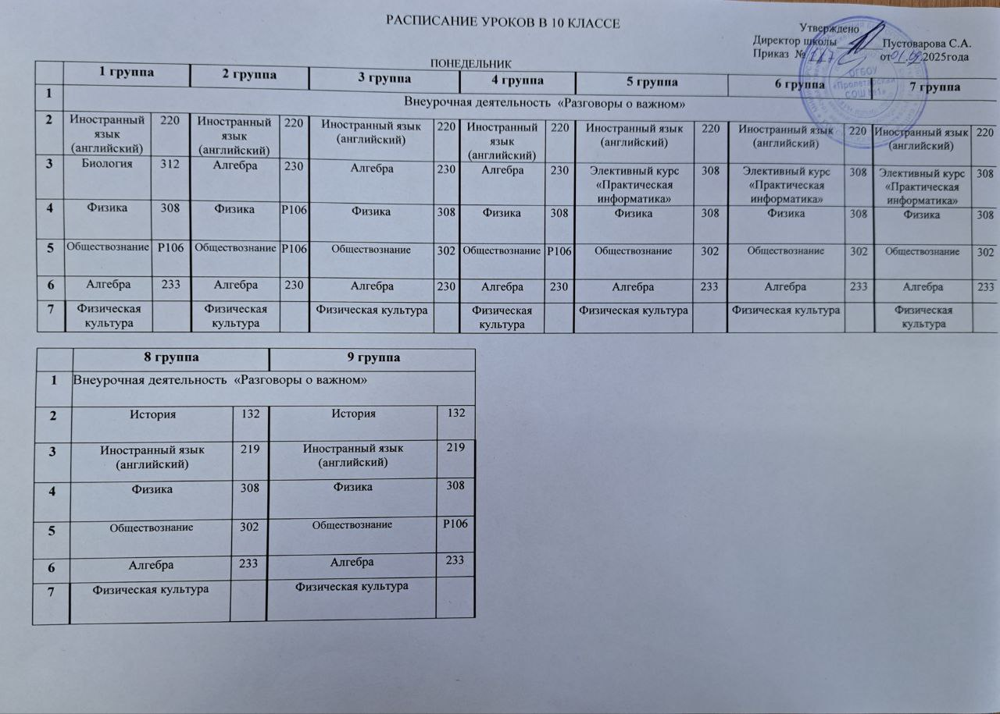 РАСПИСАНИЕ УРОКОВ В 10 КЛАССЕ
Утверждено
Директор школы Пустоварова С.А.
Приказ № от 01.09.2025года
ОГБОУ
«Пролетарская
СОШ №1»
ПОНЕДЕЛЬНИК
1 группа 2 группа 3 группа 4 группа 5 группа 6 группа 7 группа
1 Внеурочная деятельность «Разговоры о важном»
2 Иностранный 220 Иностранный 220 Иностранный язык 220 Иностранный 220 Иностранный язык 220 Иностранный язык 220 Иностранный язык 220
язык язык (английский) язык (английский) (английский) (английский)
(английский) (английский) (английский)
3 Биология 312 Алгебра 230 Алгебра 230 Алгебра 230 Элективный курс 308 Элективный курс 308 Элективный курс 308
«Практическая «Практическая «Практическая
информатика» информатика» информатика»
4 Физика 308 Физика Р106 Физика 308 Физика 308 Физика 308 Физика 308 Физика 308
5 Обществознание Р106 Обществознание Р106 Обществознание 302 Обществознание Р106 Обществознание 302 Обществознание 302 Обществознание 302
6 Алгебра 233 Алгебра 230 Алгебра 230 Алгебра 230 Алгебра 233 Алгебра 233 Алгебра 233
7 Физическая Физическая Физическая культура Физическая Физическая культура Физическая культура Физическая
культура культура культура культура
8 группа 9 группа
1 Внеурочная деятельность «Разговоры о важном»
2 История 132 История 132
3 Иностранный язык 219 Иностранный язык 219
(английский) (английский)
4 Физика 308 Физика 308
5 Обществознание 302 Обществознание Р106
6 Алгебра 233 Алгебра 233
7 Физическая культура Физическая культура